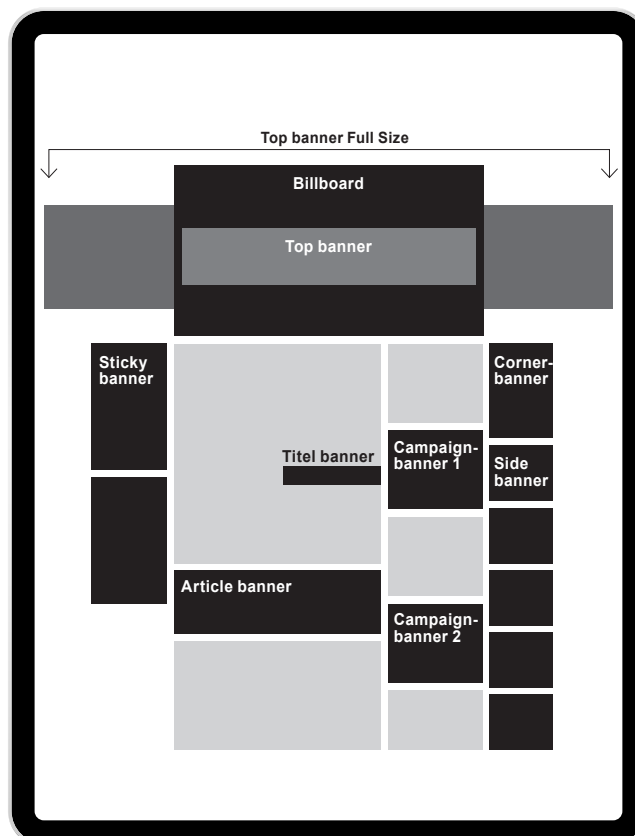 Top banner Full Size
Billboard
Top banner
Sticky
banner
Corner-
banner
Titel banner
Campaign-
banner 1
Side
banner
Article banner
Campaign-
banner 2